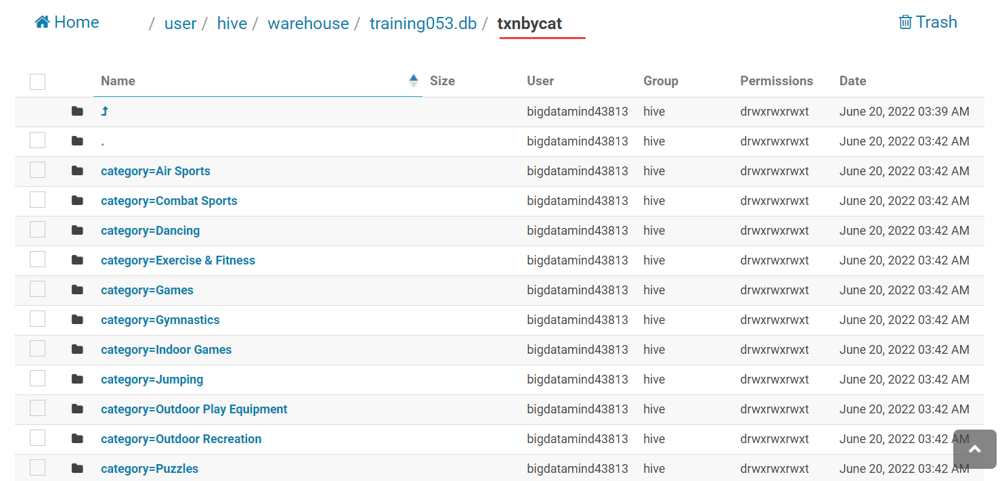 Home / user / hive / warehouse / training053.db / txnbycat Trash
Name Size User Group Permissions Date
bigdatamind43813 hive drwxrwxrwxt June 20, 2022 03:39 AM
. bigdatamind43813 hive drwxrwxrwxt June 20, 2022 03:42 AM
category=Air Sports bigdatamind43813 hive drwxrwxrwxt June 20, 2022 03:42 AM
category=Combat Sports bigdatamind43813 hive drwxrwxrwxt June 20, 2022 03:42 AM
category=Dancing bigdatamind43813 hive drwxrwxrwxt June 20, 2022 03:42 AM
category=Exercise & Fitness bigdatamind43813 hive drwxrwxrwxt June 20, 2022 03:42 AM
category=Games bigdatamind43813 hive drwxrwxrwxt June 20, 2022 03:42 AM
category=Gymnastics bigdatamind43813 hive drwxrwxrwxt June 20, 2022 03:42 AM
category=Indoor Games bigdatamind43813 hive drwxrwxrwxt June 20, 2022 03:42 AM
category=Jumping bigdatamind43813 hive drwxrwxrwxt June 20, 2022 03:42 AM
category=Outdoor Play Equipment bigdatamind43813 hive drwxrwxrwxt June 20, 2022 03:42 AM
category=Outdoor Recreation bigdatamind43813 hive drwxrwxrwxt June 20, 2022 03:42 AM
category=Puzzles bigdatamind43813 hive drwxrwxrwxt June 20, 2022 03:42 AM